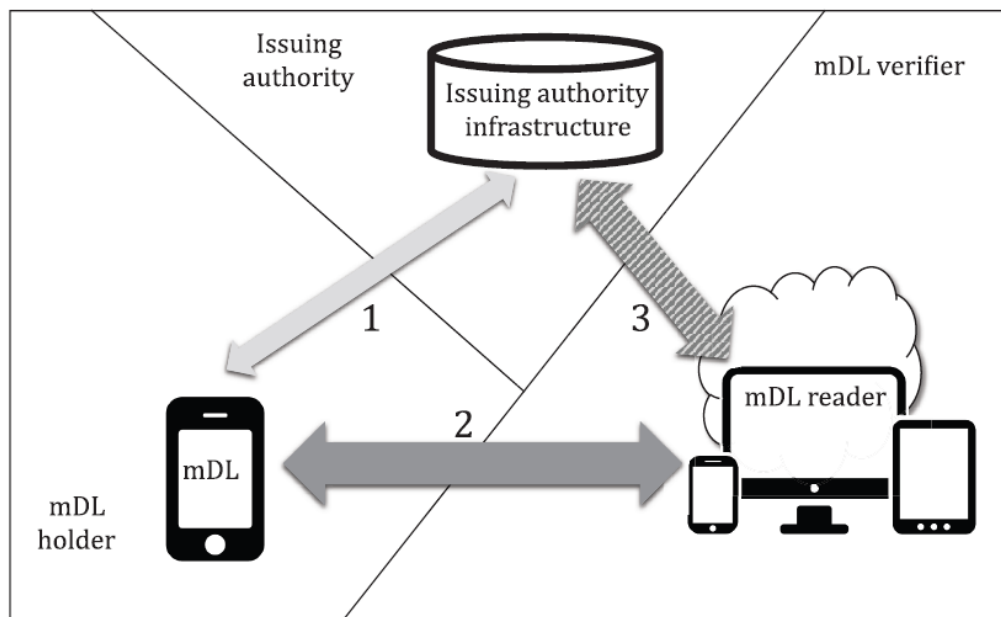 Issuing
authority
Issuing authority
infrastructure
mDL verifier
1
3
2
mDL reader
mDL
mDL
holder